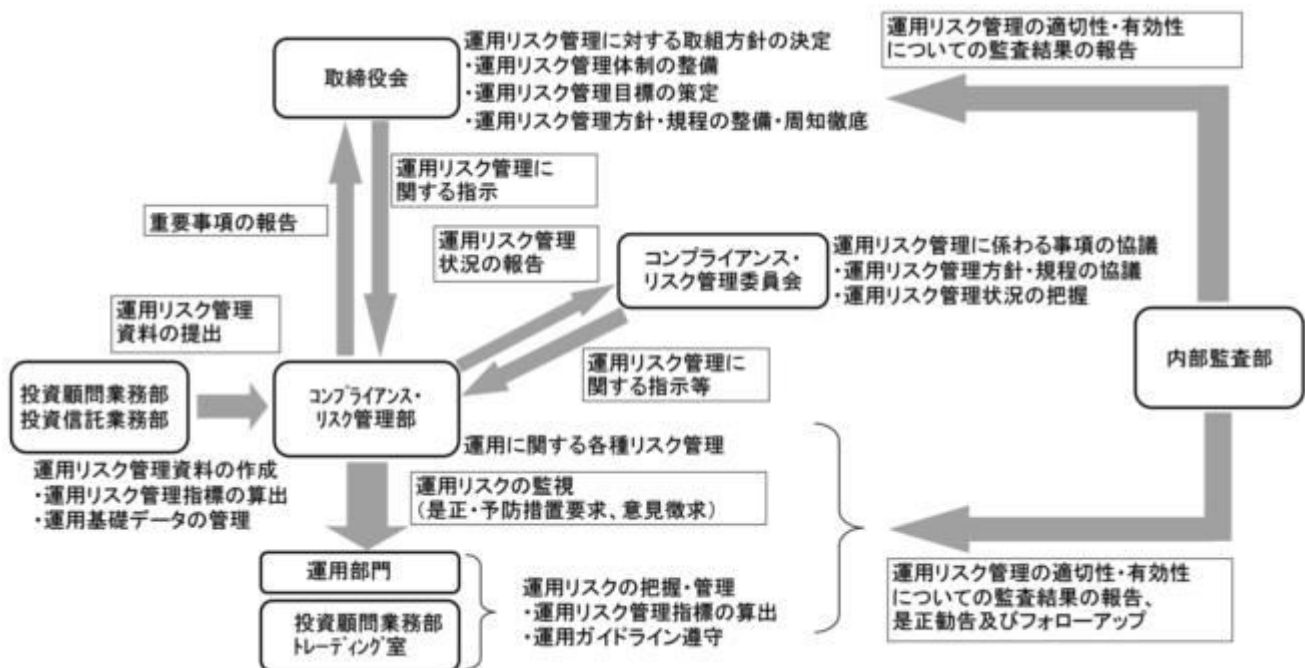 取締役会
運用リスク管理に対する取組方針の決定
・運用リスク管理体制の整備
・運用リスク管理目標の策定
・運用リスク管理方針・規程の整備・周知徹底
運用リスク管理の適切性・有効性
についての監査結果の報告
運用リスク管理に
関する指示
重要事項の報告
運用リスク管理
状況の報告
コンプライアンス・
リスク管理委員会
運用リスク管理に係わる事項の協議
・運用リスク管理方針・規程の協議
・運用リスク管理状況の把握
運用リスク管理
資料の提出
運用リスク管理に
関する指示等
内部監査部
投資顧問業務部
投資信託業務部
コンプライアンス・
リスク管理部
運用に関する各種リスク管理
運用リスク管理資料の作成
・運用リスク管理指標の算出
・運用基礎データの管理
運用リスクの監視
（是正・予防措置要求、意見徴求）
運用部門
投資顧問業務部
トレーディング室
運用リスクの把握・管理
・運用リスク管理指標の算出
・運用ガイドライン遵守
運用リスク管理の適切性・有効性
についての監査結果の報告、
是正勧告及びフォローアップ